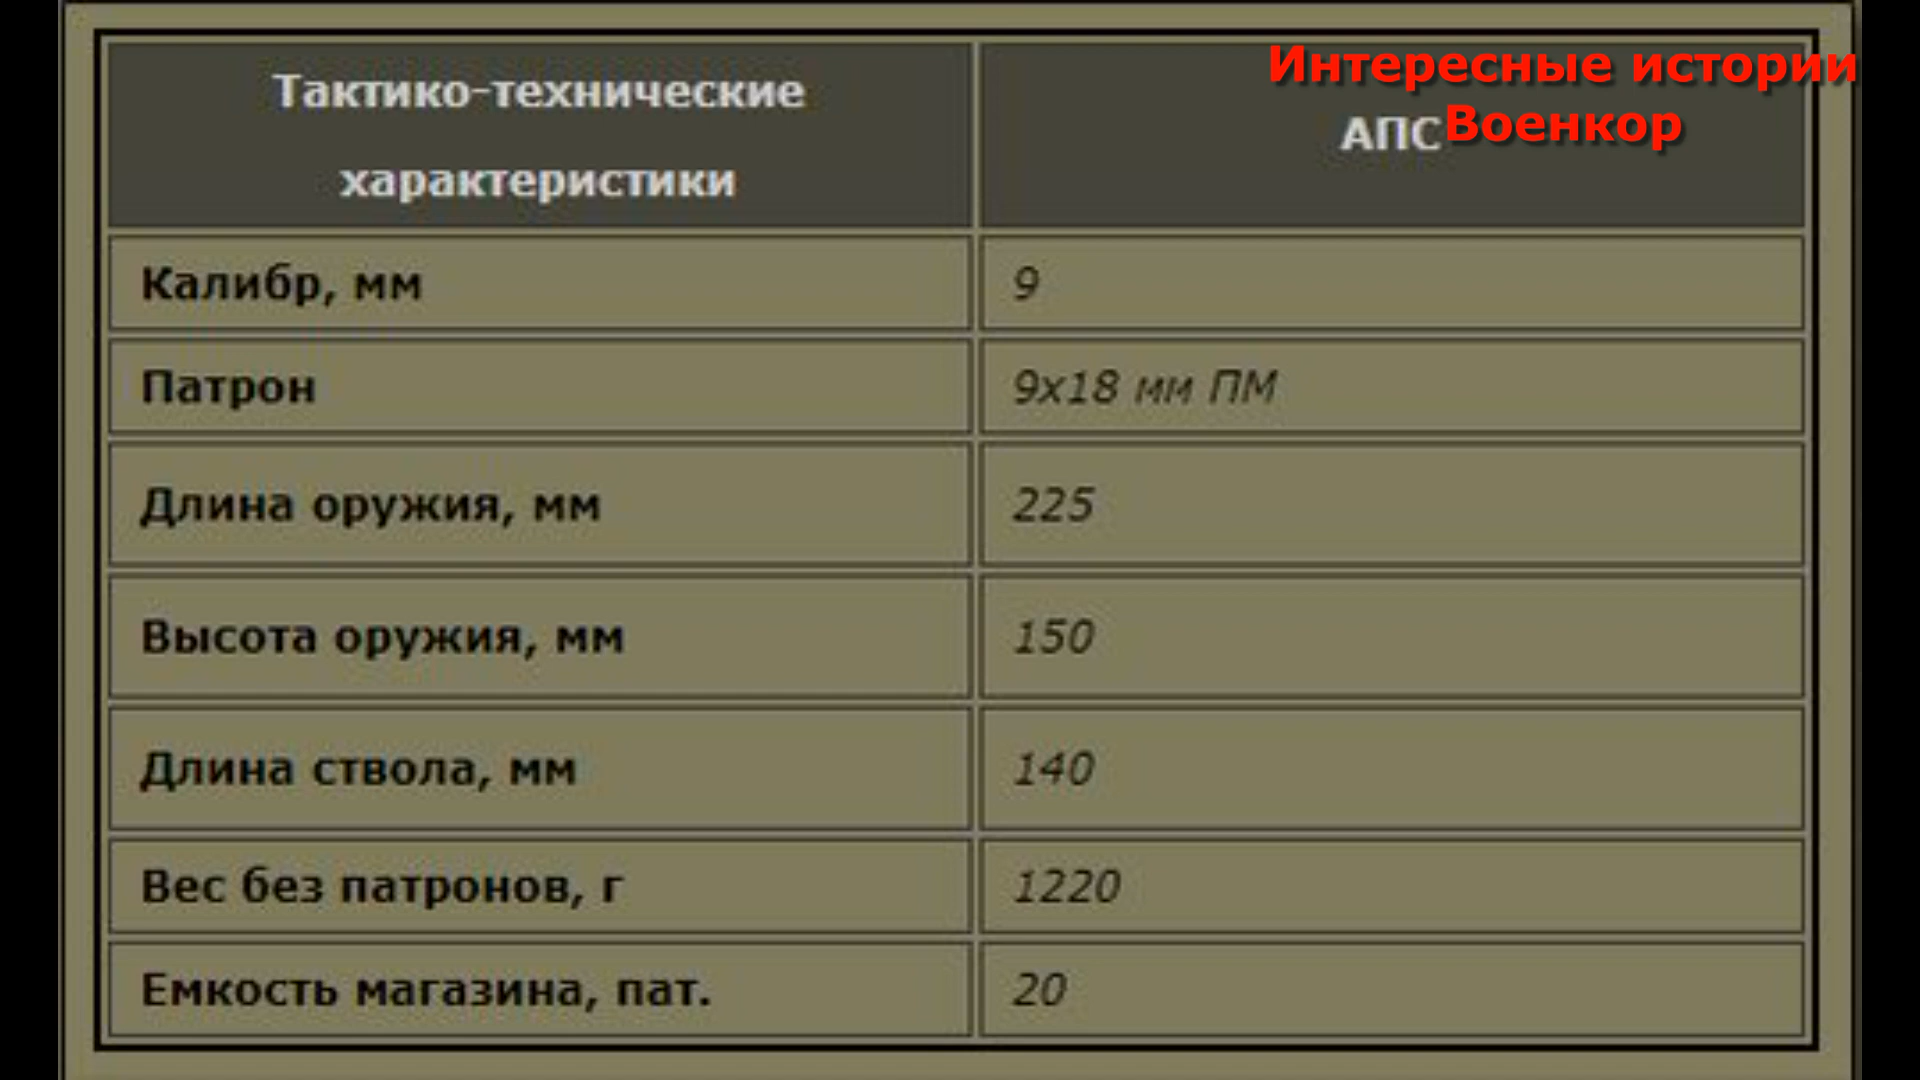 Тактико-технические
характеристики
Интересные истории
АПС Военкор
Калибр, мм 9
Патрон 9x18 мм ПМ
Длина оружия, мм 225
Высота оружия, мм 150
Длина ствола, мм 140
Вес без патронов, г 1220
Емкость магазина, пат. 20